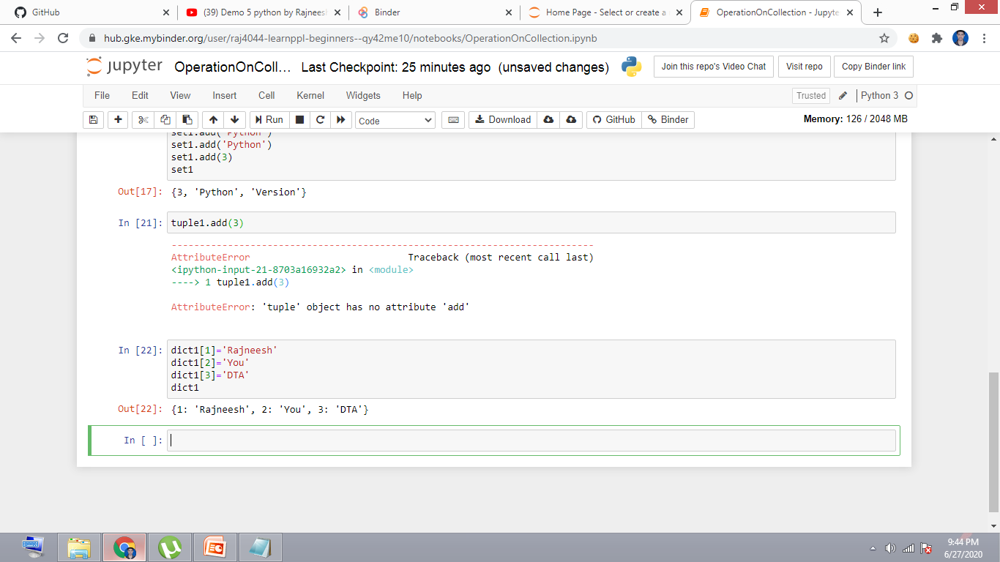 GitHub
(39) Demo 5 python by Rajnees
Binder
Home Page - Select or create a
OperationOnCollection - Jupyte
hub.gke.mybinder.org/user/raj4044-learnppl-beginners--qy42me10/notebooks/OperationOnCollection.ipynb
jupyter OperationOnColl... Last Checkpoint: 25 minutes ago (unsaved changes)
Join this repo's Video Chat
Visit repo
Copy Binder link
File Edit View Insert Cell Kernel Widgets Help
Trusted
Python 3
Run
Code
Download
GitHub
Binder
Memory: 126 / 2048 MB
set1.add('Python')
set1.add('Python')
set1.add(3)
set1
Out[17]: {3, 'Python', 'Version'}
In [21]: tuple1.add(3)
---------------------------------------------------------------------------
AttributeError Traceback (most recent call last)
<ipython-input-21-8703a16932a2> in <module>
----> 1 tuple1.add(3)
AttributeError: 'tuple' object has no attribute 'add'
In [22]: dict1[1]='Rajneesh'
dict1[2]='You'
dict1[3]='DTA'
dict1
Out[22]: {1: 'Rajneesh', 2: 'You', 3: 'DTA'}
In [ ]:
9:44 PM
6/27/2020